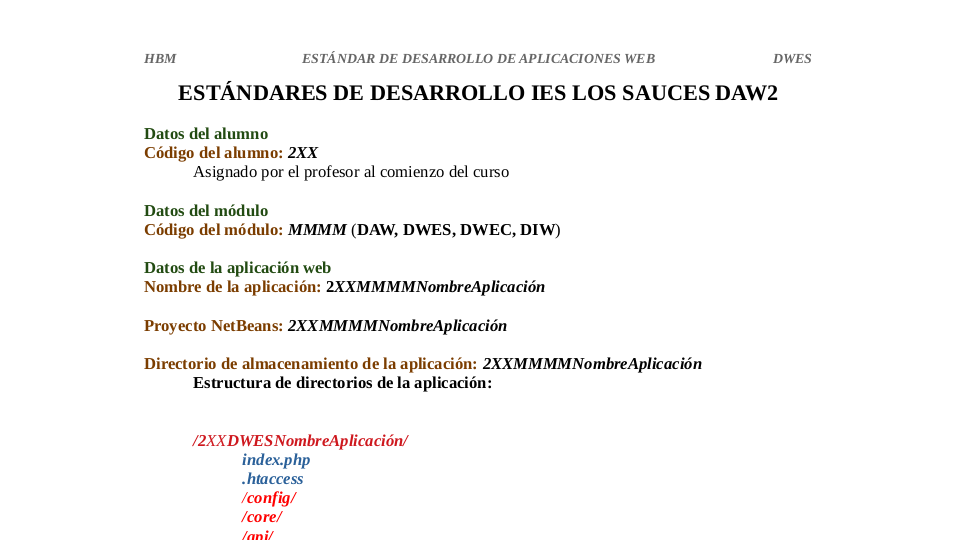 HBM ESTÁNDAR DE DESARROLLO DE APLICACIONES WEB DWES
ESTÁNDARES DE DESARROLLO IES LOS SAUCES DAW2
Datos del alumno
Código del alumno: 2XX
Asignado por el profesor al comienzo del curso
Datos del módulo
Código del módulo: MMMM (DAW, DWES, DWEC, DIW)
Datos de la aplicación web
Nombre de la aplicación: 2XXMMMMNombreAplicación
Proyecto NetBeans: 2XXMMMMNombreAplicación
Directorio de almacenamiento de la aplicación: 2XXMMMMNombreAplicación
Estructura de directorios de la aplicación:
/2XXDWESNombreAplicación/
index.php
.htaccess
/config/
/core/
/api/